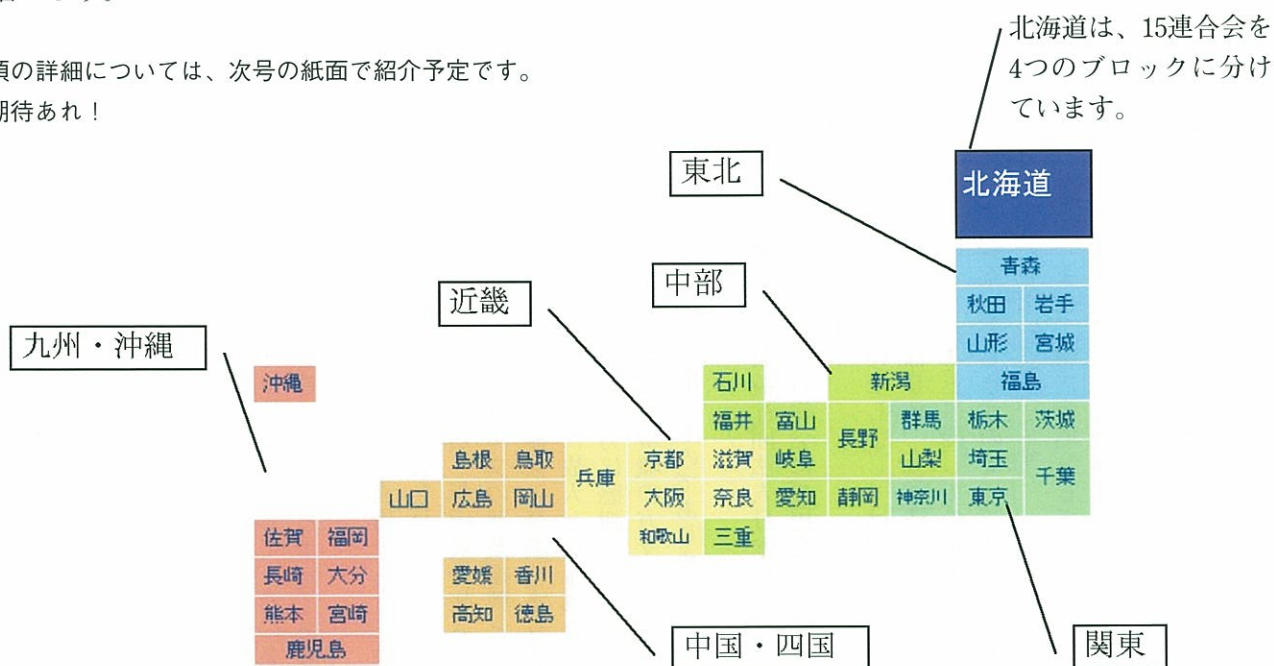 北海道は、15連合会を
4つのブロックに分け
ています。
の詳細については、次号の紙面で紹介予定です。
期待あれ！
東北
北海道
中部
青森
近畿
秋田 岩手
九州・沖縄
山形 宮城
沖縄 石川 新潟 福島
福井 富山 長野 群馬 栃木 茨城
島根 鳥取 兵庫 京都 滋賀 岐阜 山梨 埼玉 千葉
山口 広島 岡山 大阪 奈良 愛知 静岡 神奈川 東京
佐賀 福岡 和歌山 三重
長崎 大分 愛媛 香川
熊本 宮崎 高知 徳島
鹿児島
中国・四国
関東